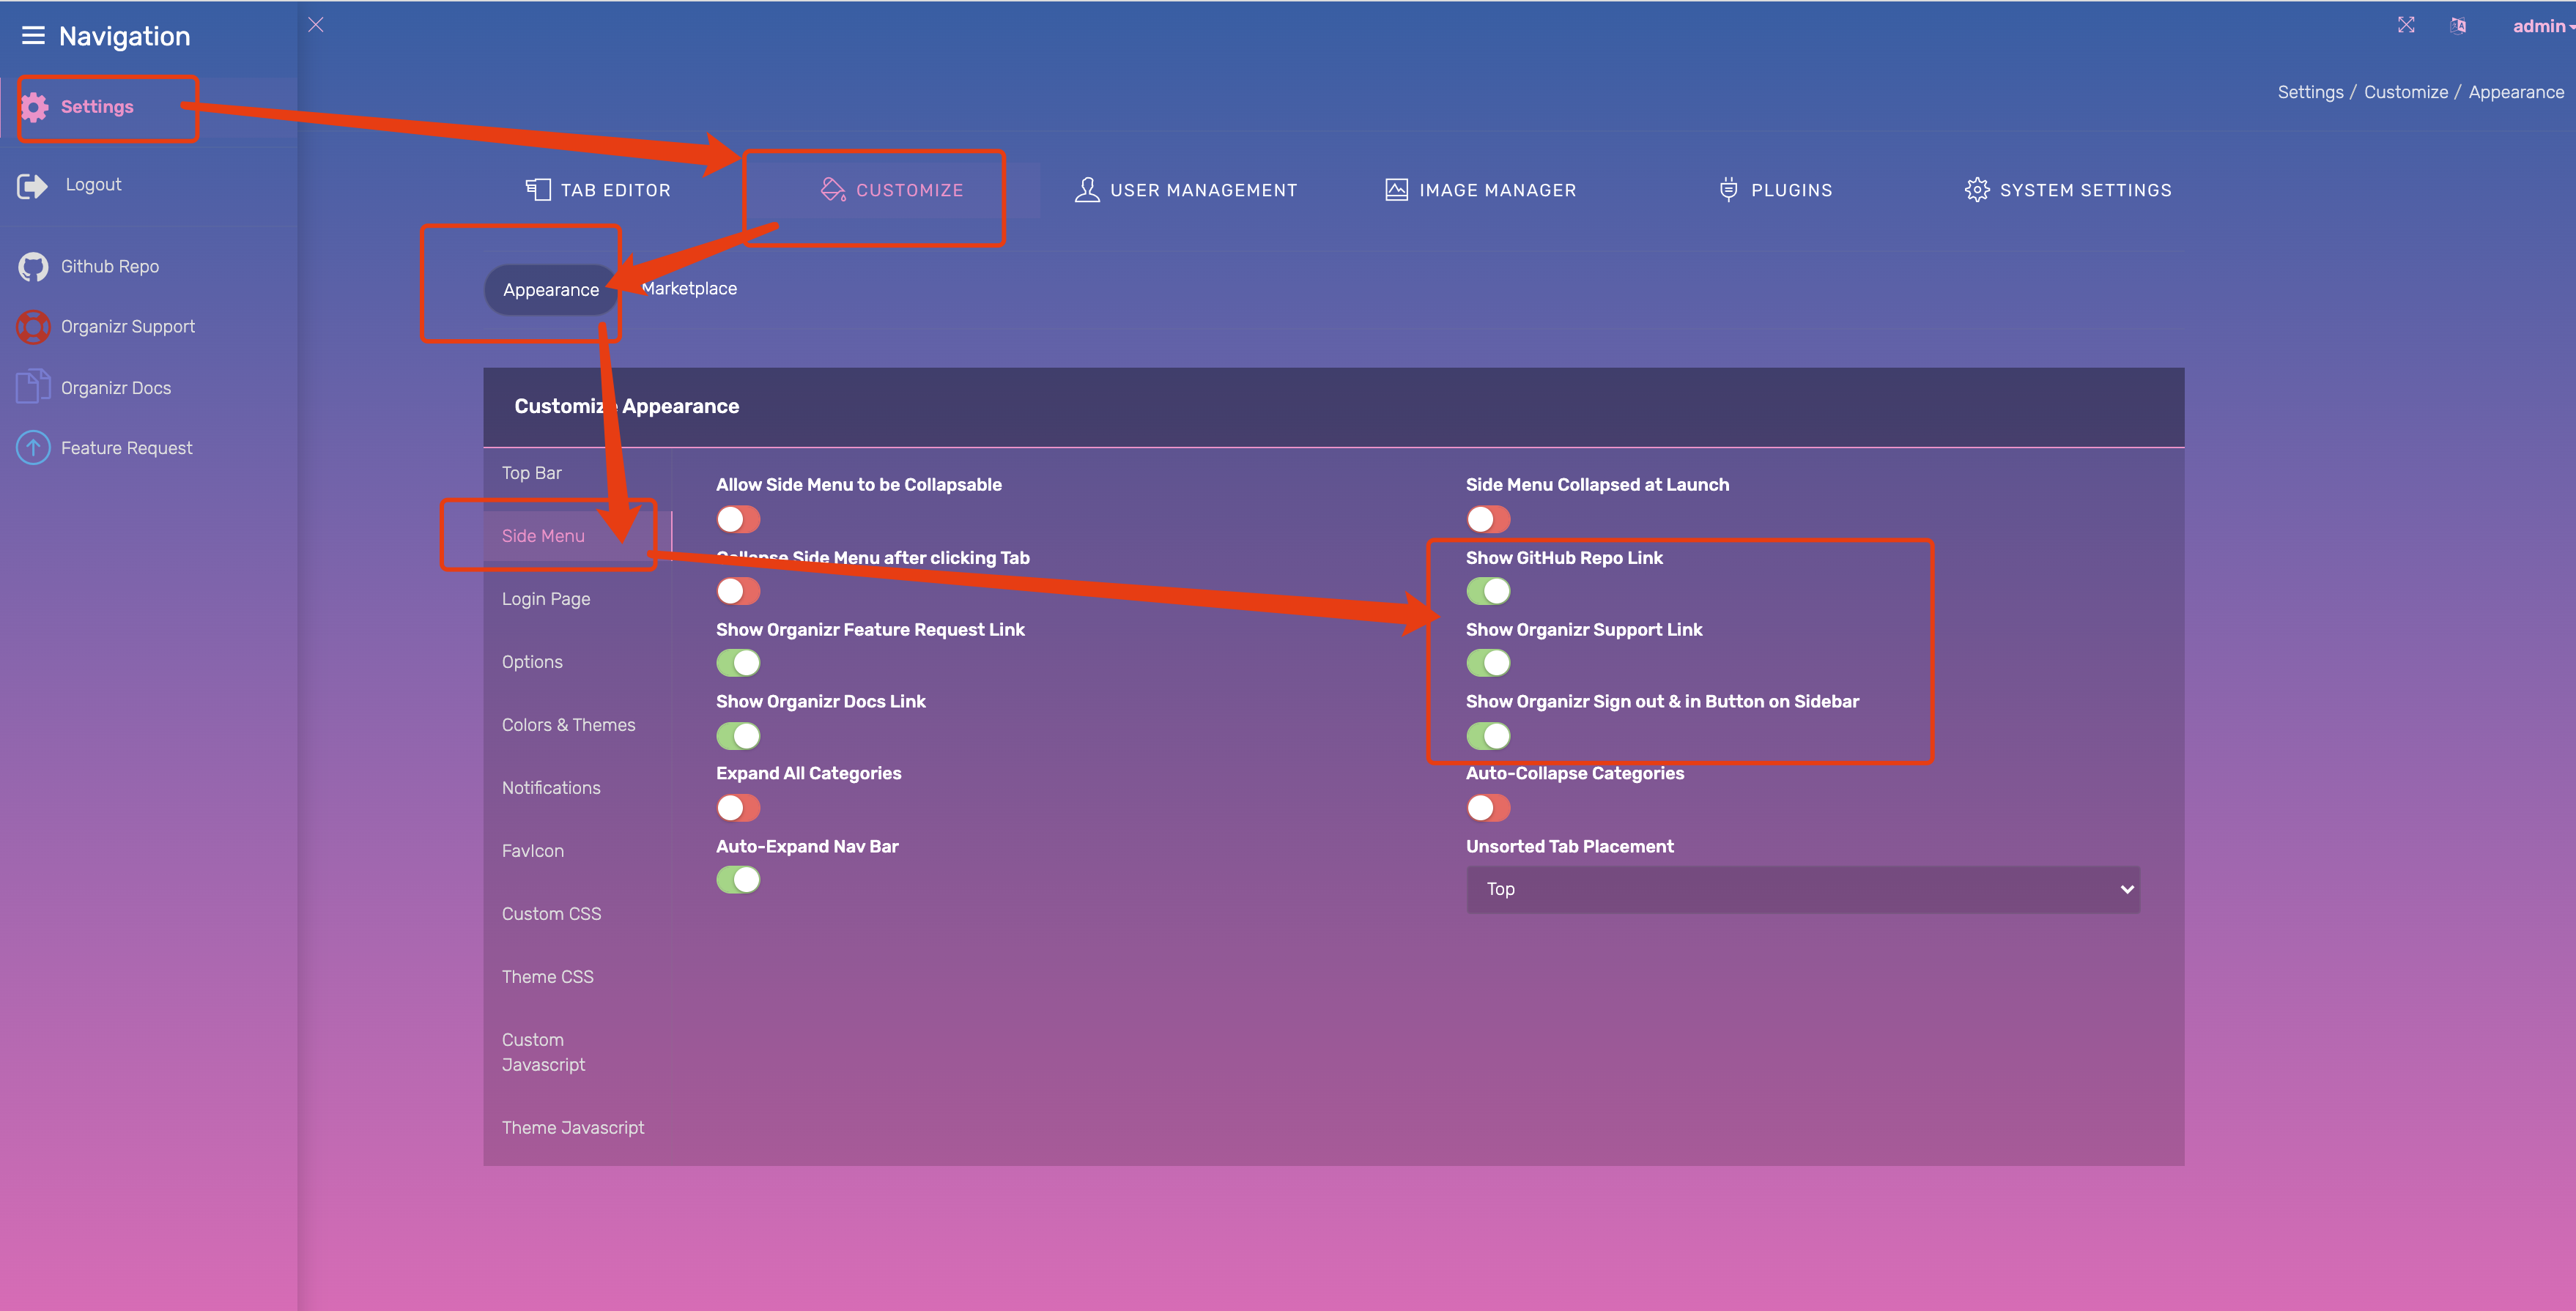 Navigation
admin
Settings
Settings / Customize / Appearance
Logout
Github Repo
Organizr Support
Organizr Docs
Feature Request
TAB EDITOR
CUSTOMIZE
USER MANAGEMENT
IMAGE MANAGER
PLUGINS
SYSTEM SETTINGS
Appearance
Marketplace
Customize Appearance
Top Bar
Side Menu
Login Page
Options
Colors & Themes
Notifications
FavIcon
Custom CSS
Theme CSS
Custom
Javascript
Theme Javascript
Allow Side Menu to be Collapsable
Side Menu Collapsed at Launch
Collapse Side Menu after clicking Tab
Show GitHub Repo Link
Show Organizr Feature Request Link
Show Organizr Support Link
Show Organizr Docs Link
Show Organizr Sign out & in Button on Sidebar
Expand All Categories
Auto-Collapse Categories
Auto-Expand Nav Bar
Unsorted Tab Placement
Top